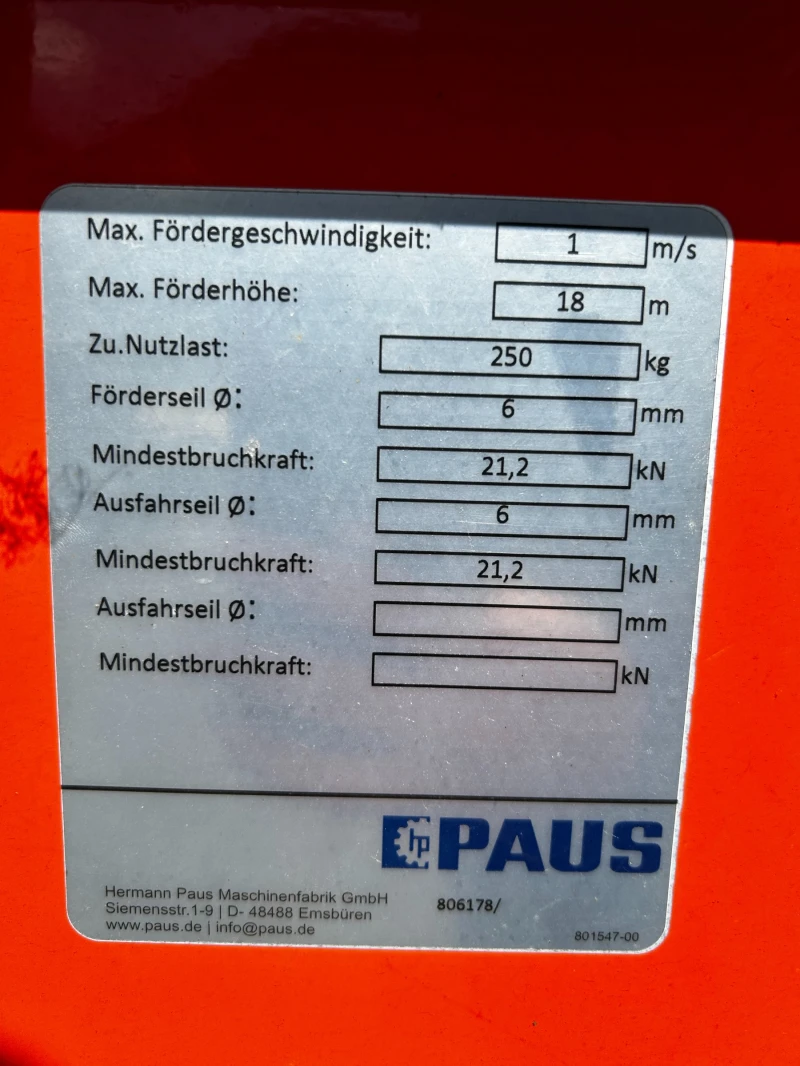 Max. Fördergeschwindigkeit: 1 m/s
Max. Förderhöhe: 18 m
Zu.Nutzlast: 250 kg
Förderseil Ø: 6 mm
Mindestbruchkraft: 21,2 kN
Ausfahrseil Ø: 6 mm
Mindestbruchkraft: 21,2 kN
Ausfahrseil Ø: mm
Mindestbruchkraft: kN
hp PAUS
Hermann Paus Maschinenfabrik GmbH
Siemensstr.1-9 | D- 48488 Emsbüren
www.paus.de | info@paus.de
806178/
801547-00